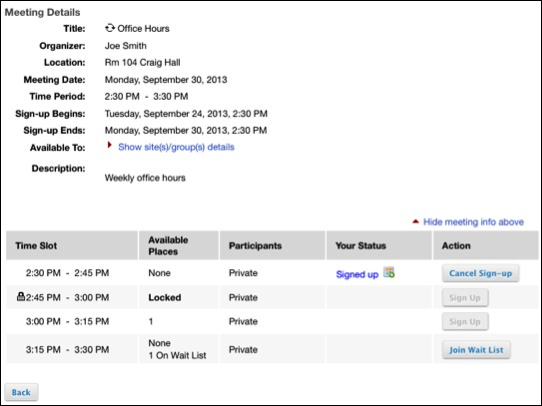 Meeting Details
Title: Office Hours
Organizer: Joe Smith
Location: Rm 104 Craig Hall
Meeting Date: Monday, September 30, 2013
Time Period: 2:30 PM - 3:30 PM
Sign-up Begins: Tuesday, September 24, 2013, 2:30 PM
Sign-up Ends: Monday, September 30, 2013, 2:30 PM
Available To: Show site(s)/group(s) details
Description:
Weekly office hours
Hide meeting info above
Time Slot Available Places Participants Your Status Action
2:30 PM - 2:45 PM None Private Signed up Cancel Sign-up
2:45 PM - 3:00 PM Locked Private Sign Up
3:00 PM - 3:15 PM 1 Private Sign Up
3:15 PM - 3:30 PM None 1 On Wait List Private Join Wait List
Back